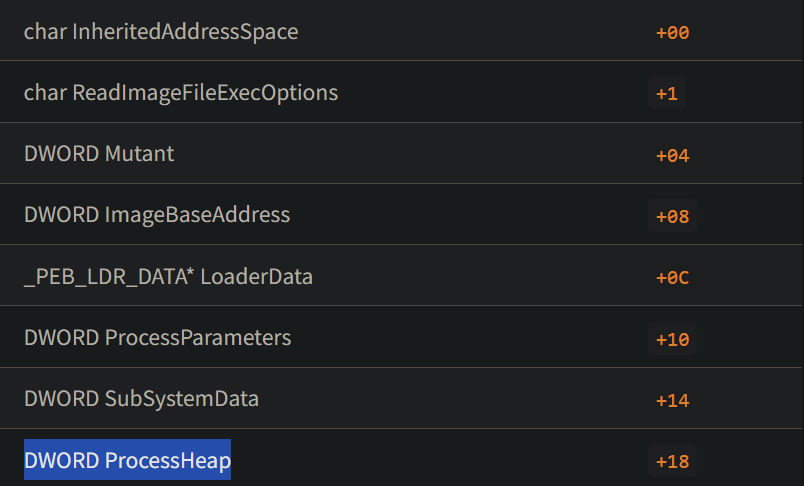 char InheritedAddressSpace +00
char ReadImageFileExecOptions +1
DWORD Mutant +04
DWORD ImageBaseAddress +08
_PEB_LDR_DATA* LoaderData +0C
DWORD ProcessParameters +10
DWORD SubSystemData +14
DWORD ProcessHeap +18